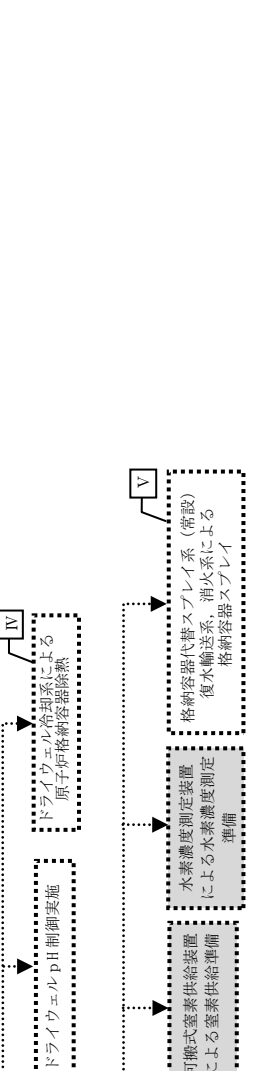 Ⅳ
ドライウェル冷却系による
原子炉格納容器除熱
ドライウェルpH制御実施
Ⅴ
格納容器代替スプレイ系（常設）
復水輸送系，消火系による
格納容器スプレイ
水素濃度測定装置
による水素濃度測定
準備
可搬式窒素供給装置
による窒素供給準備